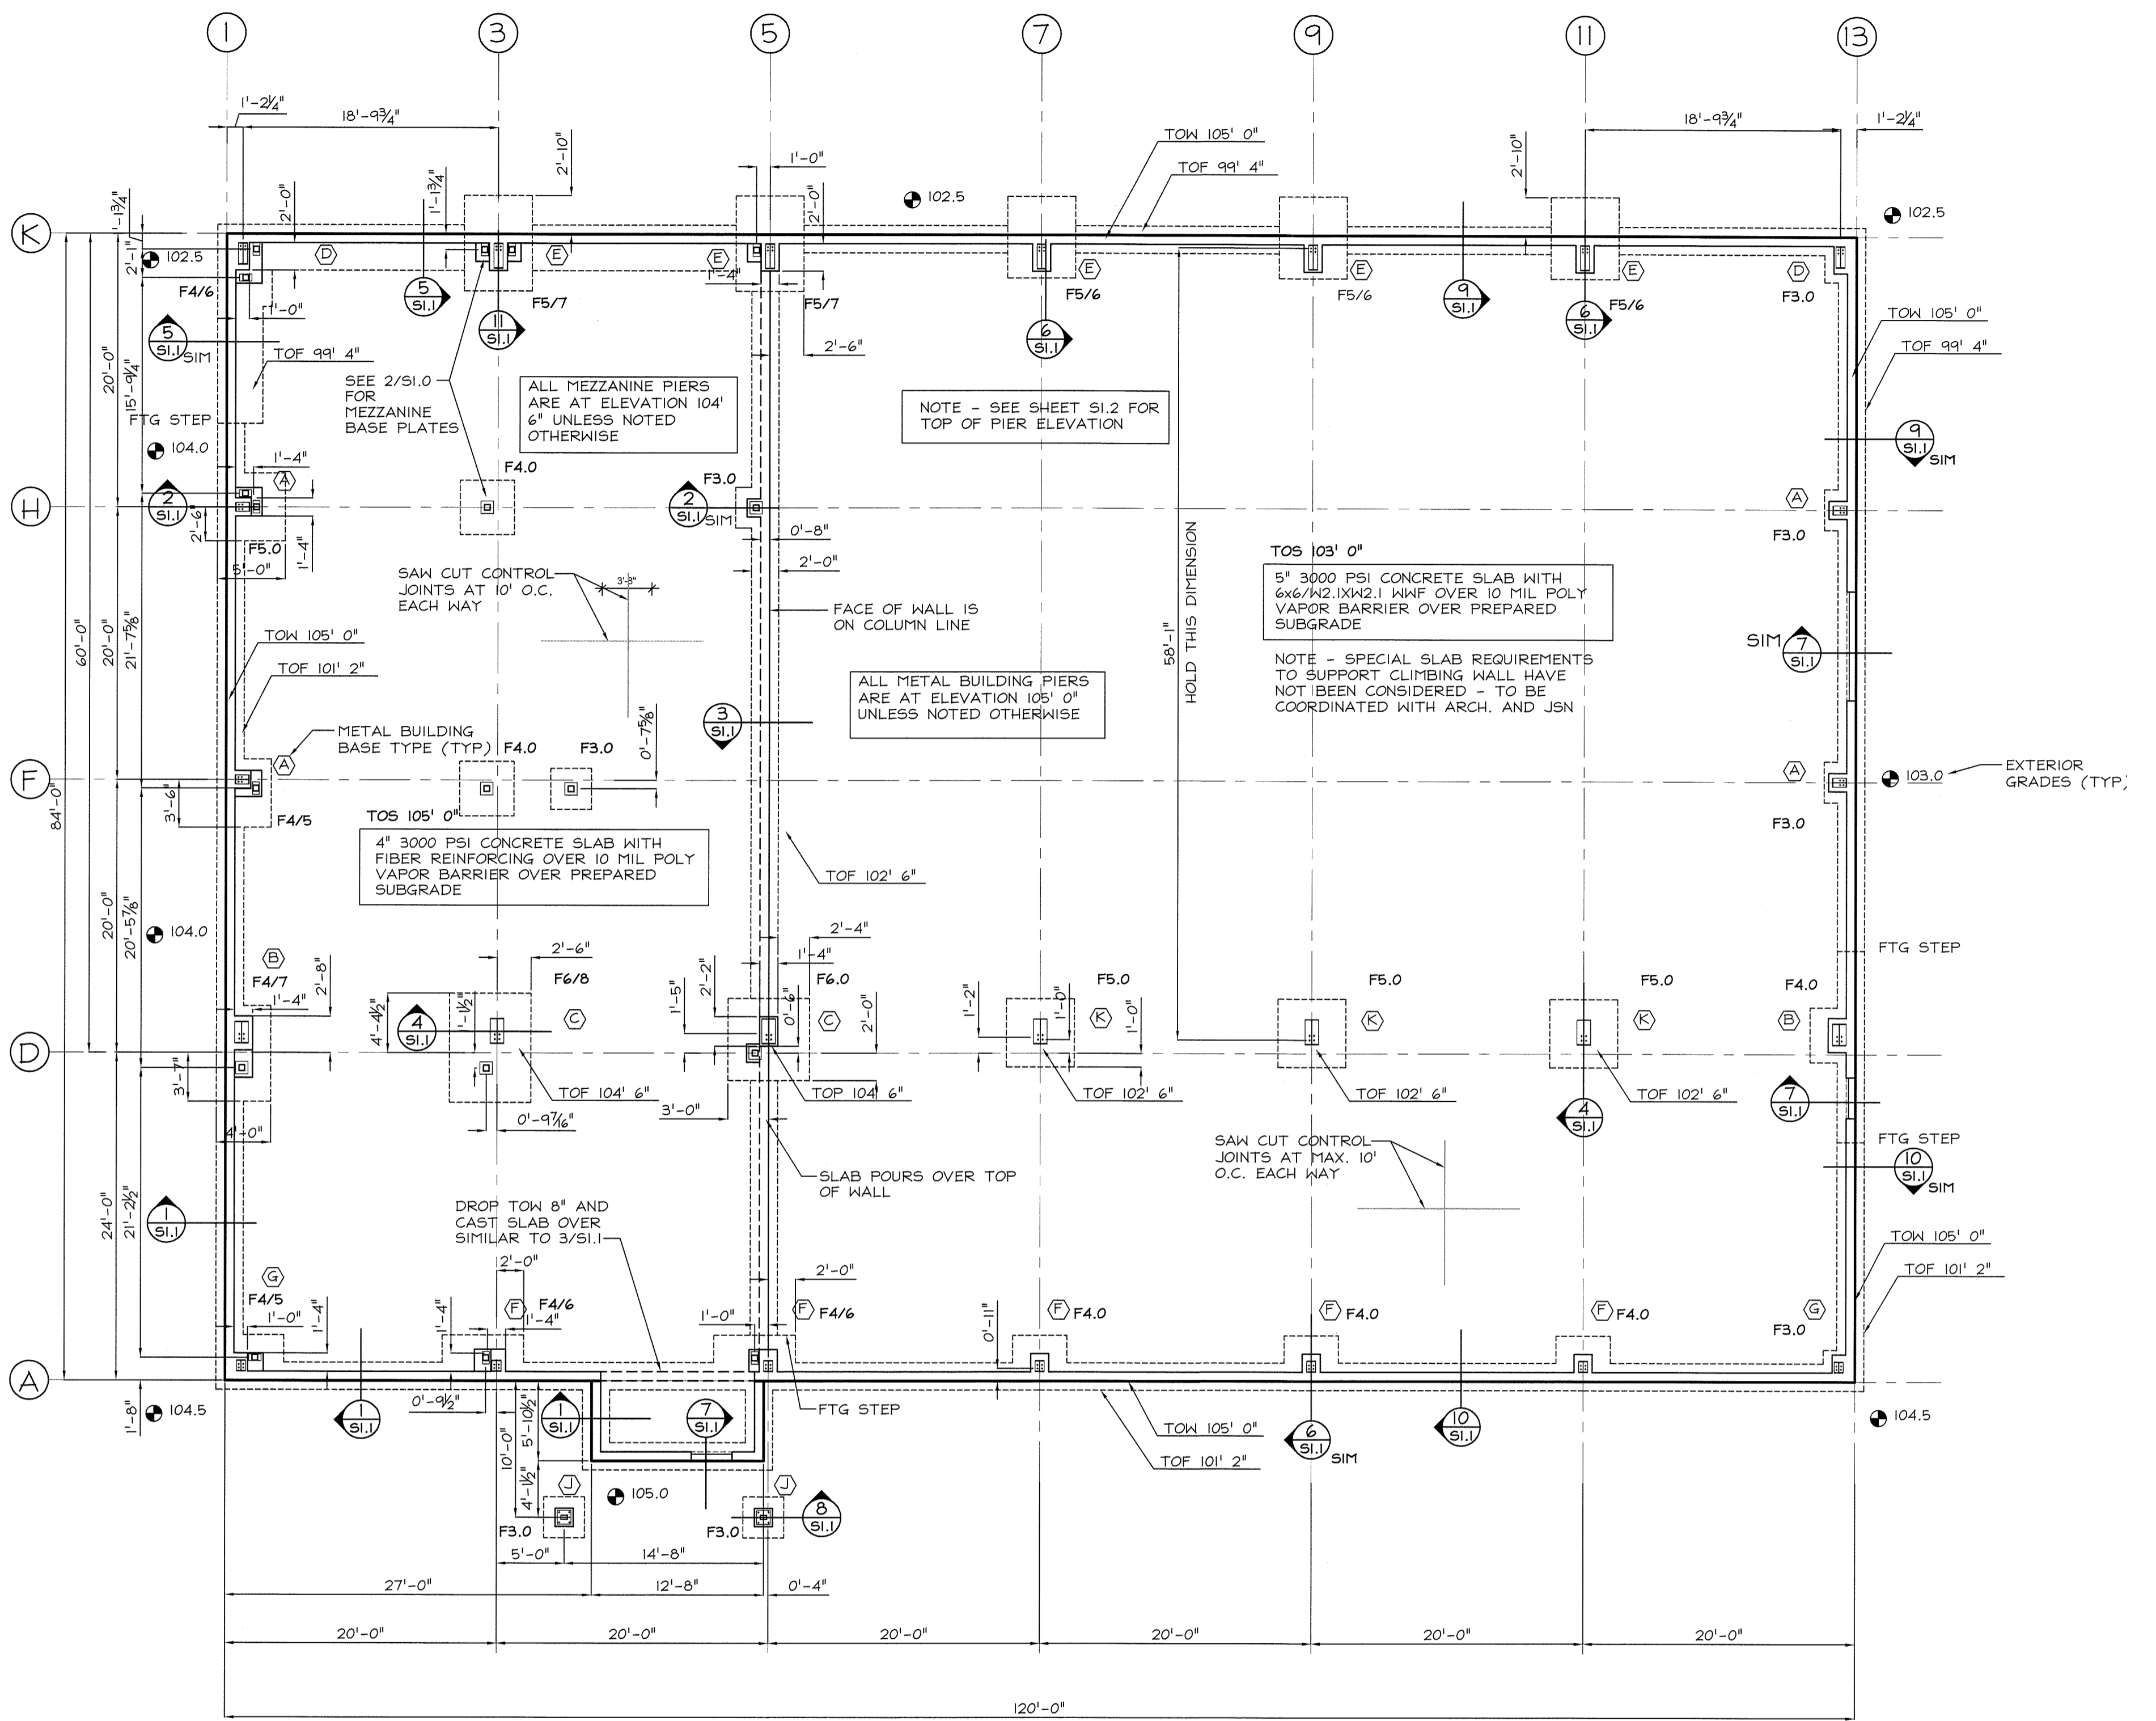 1 3 5 7 9 11 13
1'-2¼"
18'-9¾"
18'-9¾"
1'-2¼"
2'-10"
1'-0"
TOW 105' 0"
TOF 99' 4"
2'-10"
1'-1¾"
2'-0"
1'-1¾"
2'-0"
102.5
102.5
K
2'-1"
102.5
D
E
E
1'-4"
E
E
E
D
F4/6
F5/7
F5/7
F5/6
F5/6
F5/6
F3.0
1'-0"
5
S1.1
11
S1.1
6
S1.1
9
S1.1
6
S1.1
TOW 105' 0"
5
S1.1
SIM
2'-6"
TOF 99' 4"
TOF 99' 4"
20'-0"
15'-9¼"
SEE 2/S1.0
FOR
MEZZANINE
BASE PLATES
ALL MEZZANINE PIERS
ARE AT ELEVATION 104'
6" UNLESS NOTED
OTHERWISE
NOTE - SEE SHEET S1.2 FOR
TOP OF PIER ELEVATION
FTG STEP
104.0
1'-4"
9
S1.1
SIM
F4.0
F3.0
A
A
H
2
S1.1
2
S1.1
SIM
2'-6
F5.0
1'-4"
5'-0"
0'-8"
2'-0"
F3.0
HOLD THIS DIMENSION
58'-1"
TOS 103' 0"
5" 3000 PSI CONCRETE SLAB WITH
6x6/W2.1XW2.1 WWF OVER 10 MIL POLY
VAPOR BARRIER OVER PREPARED
SUBGRADE
SAW CUT CONTROL
JOINTS AT 10' O.C.
EACH WAY
3'-8"
FACE OF WALL IS
ON COLUMN LINE
60'-0"
20'-0"
21'-7⅝"
TOW 105' 0"
TOF 101' 2"
SIM
7
S1.1
NOTE - SPECIAL SLAB REQUIREMENTS
TO SUPPORT CLIMBING WALL HAVE
NOT BEEN CONSIDERED - TO BE
COORDINATED WITH ARCH. AND JSN
ALL METAL BUILDING PIERS
ARE AT ELEVATION 105' 0"
UNLESS NOTED OTHERWISE
3
S1.1
METAL BUILDING
BASE TYPE (TYP)
F4.0
F3.0
0'-7⅝"
A
A
F
84'-0"
3'-6"
F4/5
F3.0
103.0
EXTERIOR
GRADES (TYP.
TOS 105' 0"
4" 3000 PSI CONCRETE SLAB WITH
FIBER REINFORCING OVER 10 MIL POLY
VAPOR BARRIER OVER PREPARED
SUBGRADE
TOF 102' 6"
20'-0"
20'-5⅞"
104.0
2'-6"
2'-4"
1'-4"
FTG STEP
B
F4/7
1'-4"
2'-8"
F6/8
F6.0
F5.0
F5.0
F5.0
F4.0
4'-4½"
1'-1½"
4
S1.1
C
1'-5"
2'-2"
0'-6"
C
2'-0"
1'-2"
1'-0"
K
1'-0"
K
K
B
D
3'-7"
4'-0"
TOF 104' 6"
0'-9⁷⁄₁₆"
3'-0"
TOP 104' 6"
TOF 102' 6"
TOF 102' 6"
4
S1.1
TOF 102' 6"
7
S1.1
SAW CUT CONTROL
JOINTS AT MAX. 10'
O.C. EACH WAY
FTG STEP
10
S1.1
SIM
SLAB POURS OVER TOP
OF WALL
24'-0"
21'-2½"
1
S1.1
DROP TOW 8" AND
CAST SLAB OVER
SIMILAR TO 3/S1.1
TOW 105' 0"
TOF 101' 2"
G
F4/5
1'-0"
1'-4"
1'-4"
2'-0"
F
F4/6
1'-4"
1'-0"
2'-0"
F
F4/6
0'-11"
F
F4.0
F
F4.0
F
F4.0
G
F3.0
A
1'-8"
104.5
1
S1.1
0'-9½"
10'-0"
5'-10½"
1
S1.1
7
S1.1
FTG STEP
TOW 105' 0"
TOF 101' 2"
6
S1.1
SIM
10
S1.1
104.5
4'-1½"
J
105.0
J
8
S1.1
F3.0
F3.0
5'-0"
14'-8"
27'-0"
12'-8"
0'-4"
20'-0"
20'-0"
20'-0"
20'-0"
20'-0"
20'-0"
120'-0"